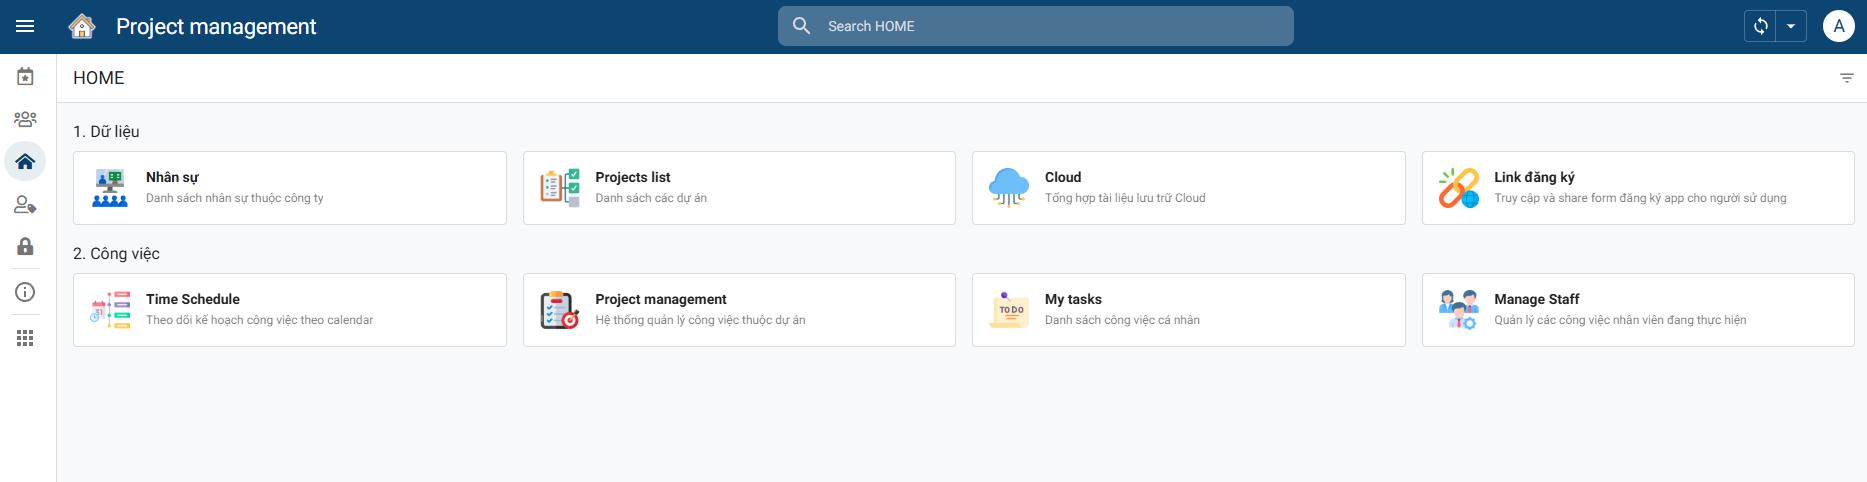 Project management
Search HOME
A
HOME
1. Dữ liệu
Nhân sự
Danh sách nhân sự thuộc công ty
Projects list
Danh sách các dự án
Cloud
Tổng hợp tài liệu lưu trữ Cloud
Link đăng ký
Truy cập và share form đăng ký app cho người sử dụng
2. Công việc
Time Schedule
Theo dõi kế hoạch công việc theo calendar
Project management
Hệ thống quản lý công việc thuộc dự án
TO DO
My tasks
Danh sách công việc cá nhân
Manage Staff
Quản lý các công việc nhân viên đang thực hiện